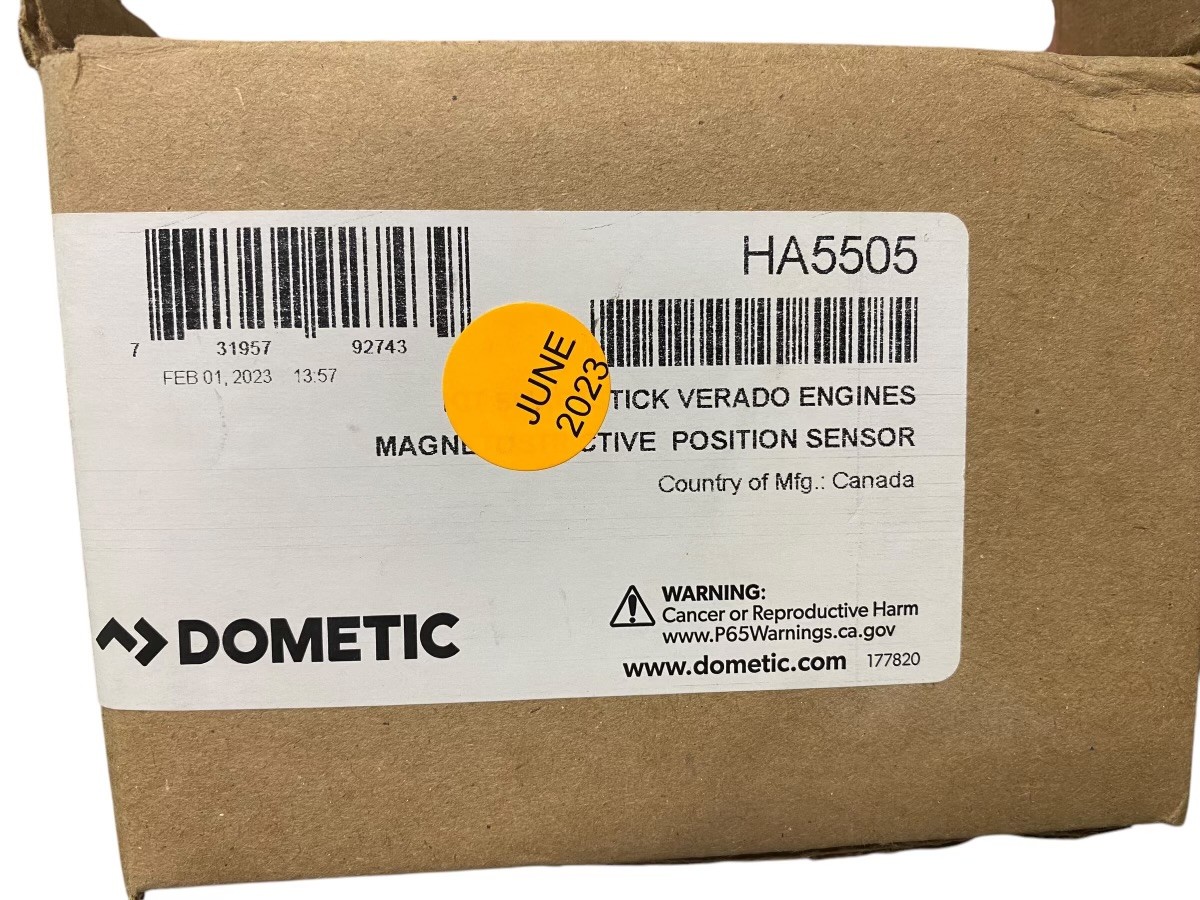 HA5505
7 31957 92743
FEB 01, 2023 13:57
JUNE
2023
TICK VERADO ENGINES
MAGNE CTIVE POSITION SENSOR
Country of Mfg.: Canada
WARNING:
Cancer or Reproductive Harm
www.P65Warnings.ca.gov
DOMETIC
www.dometic.com 177820